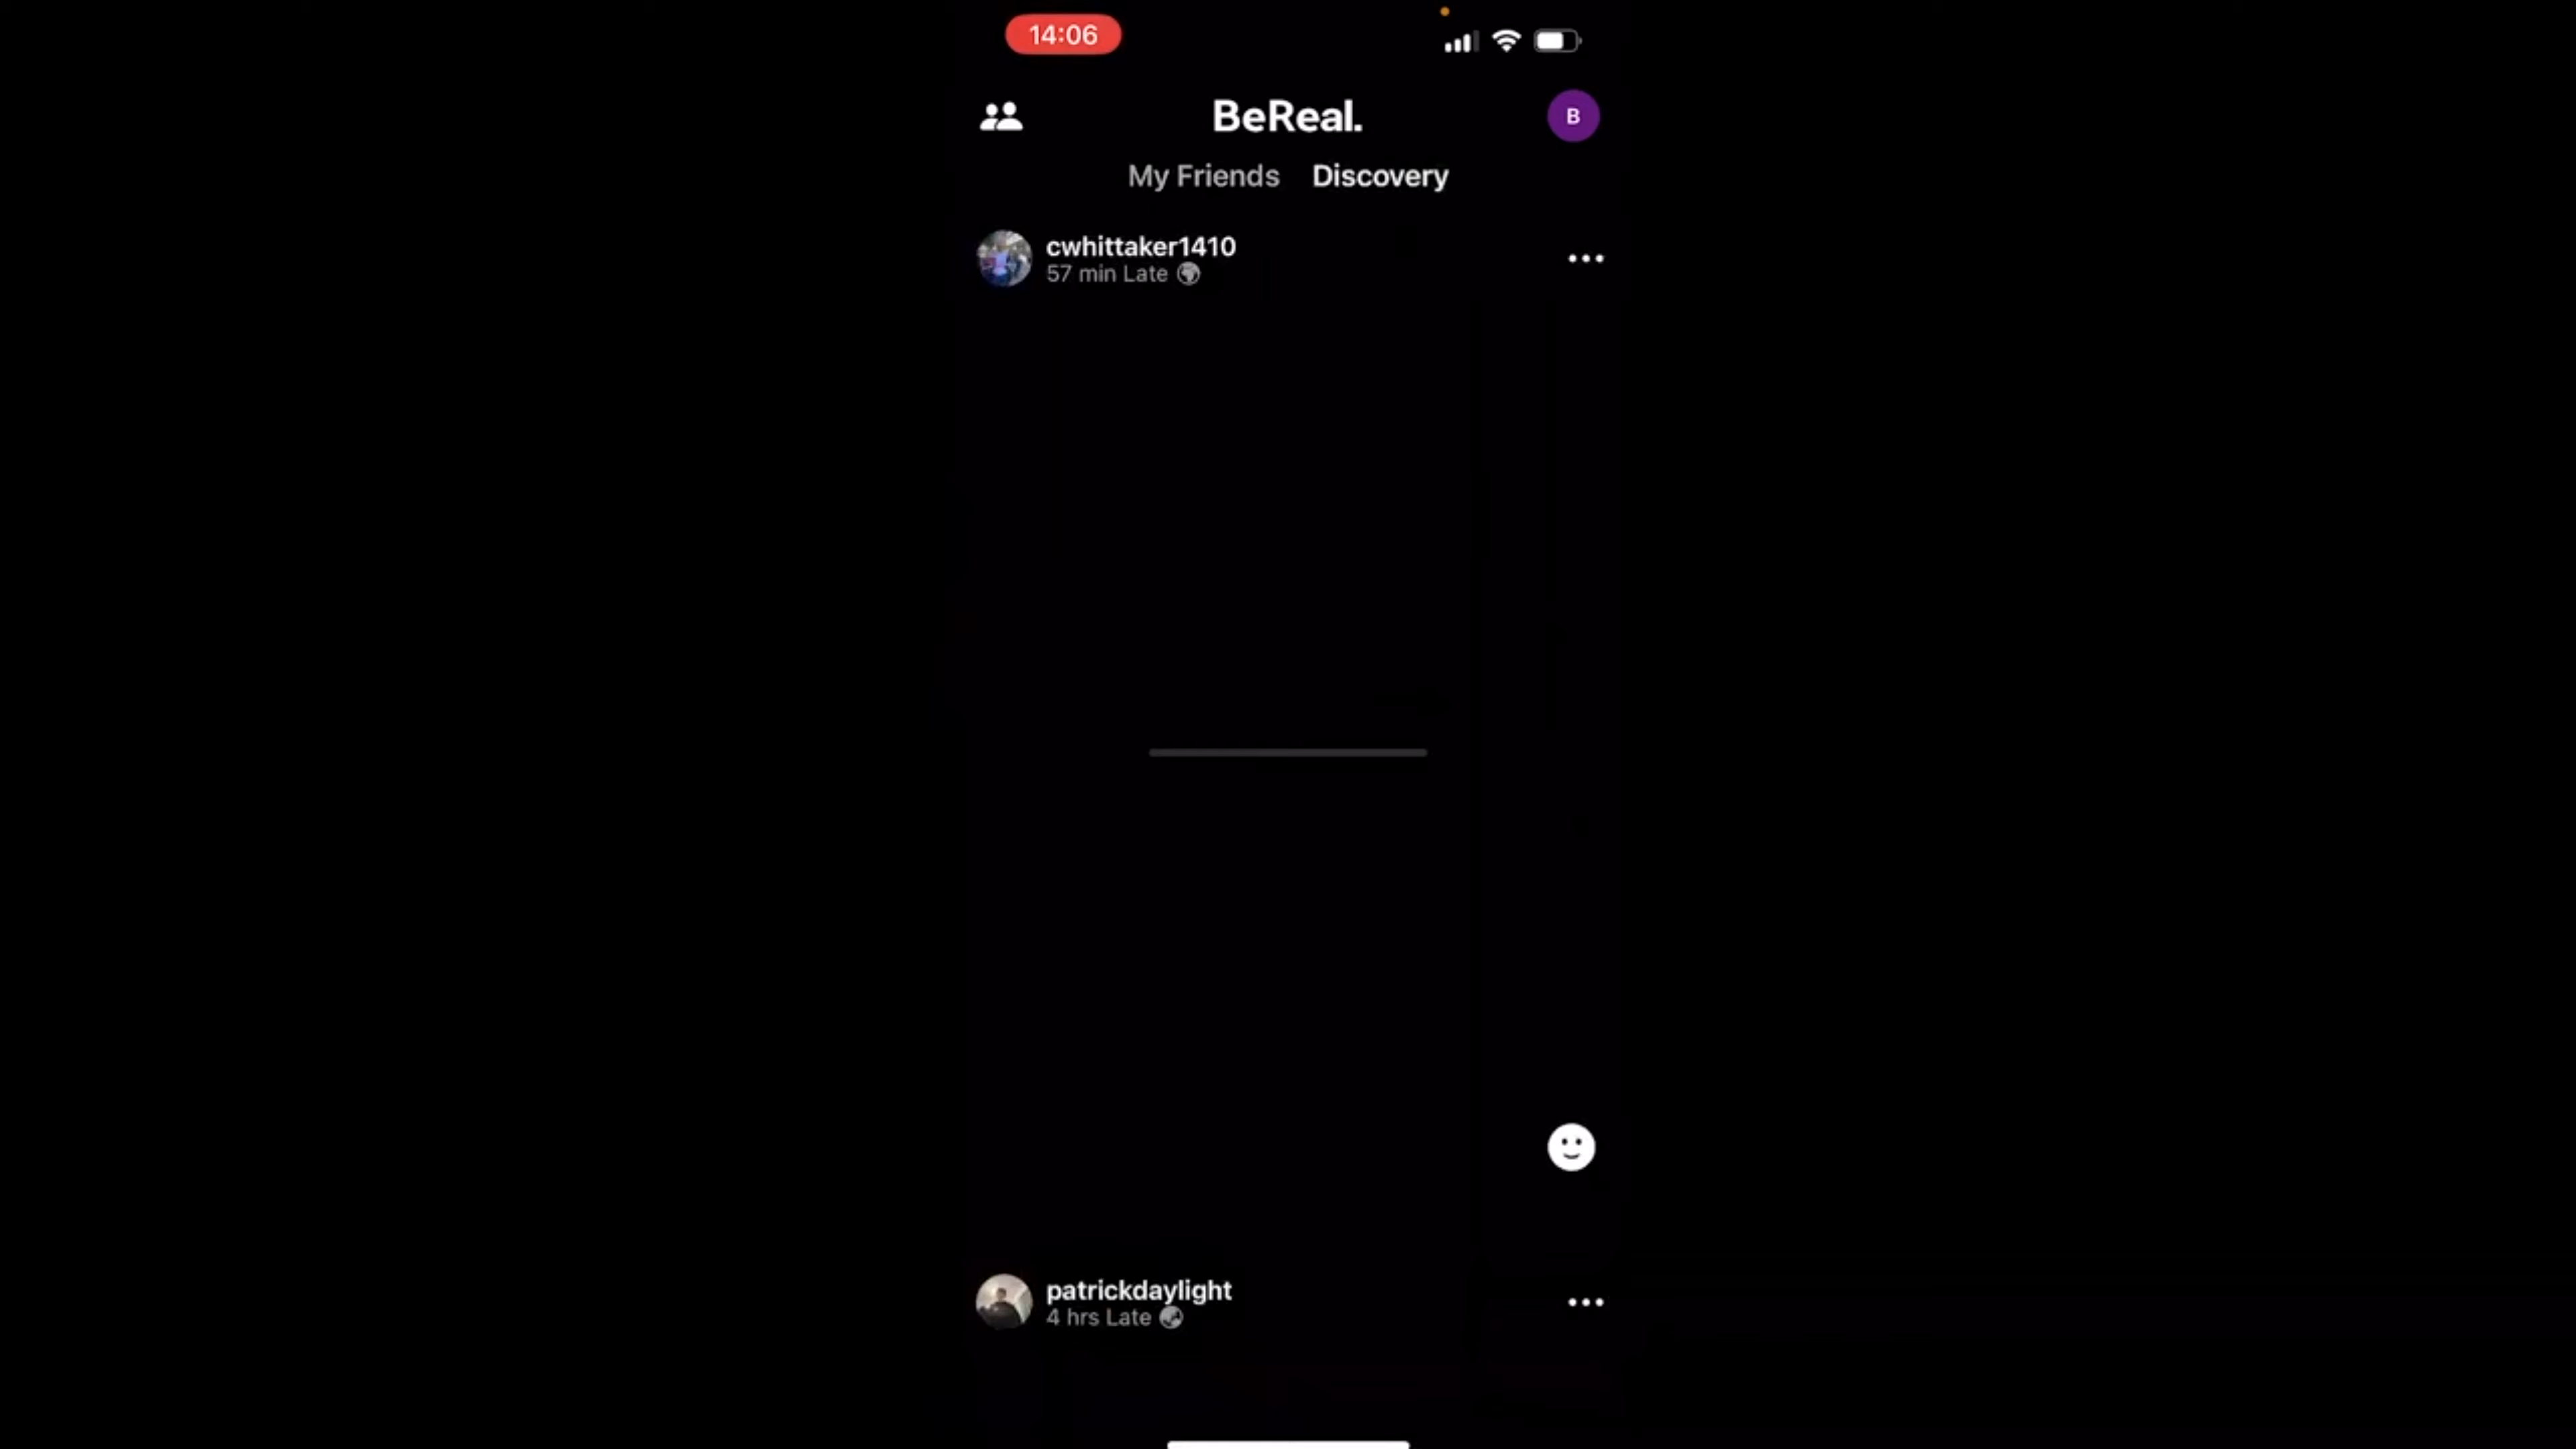 14:06
BeReal.
B
My Friends Discovery
cwhittaker1410
57 min Late
patrickdaylight
4 hrs Late